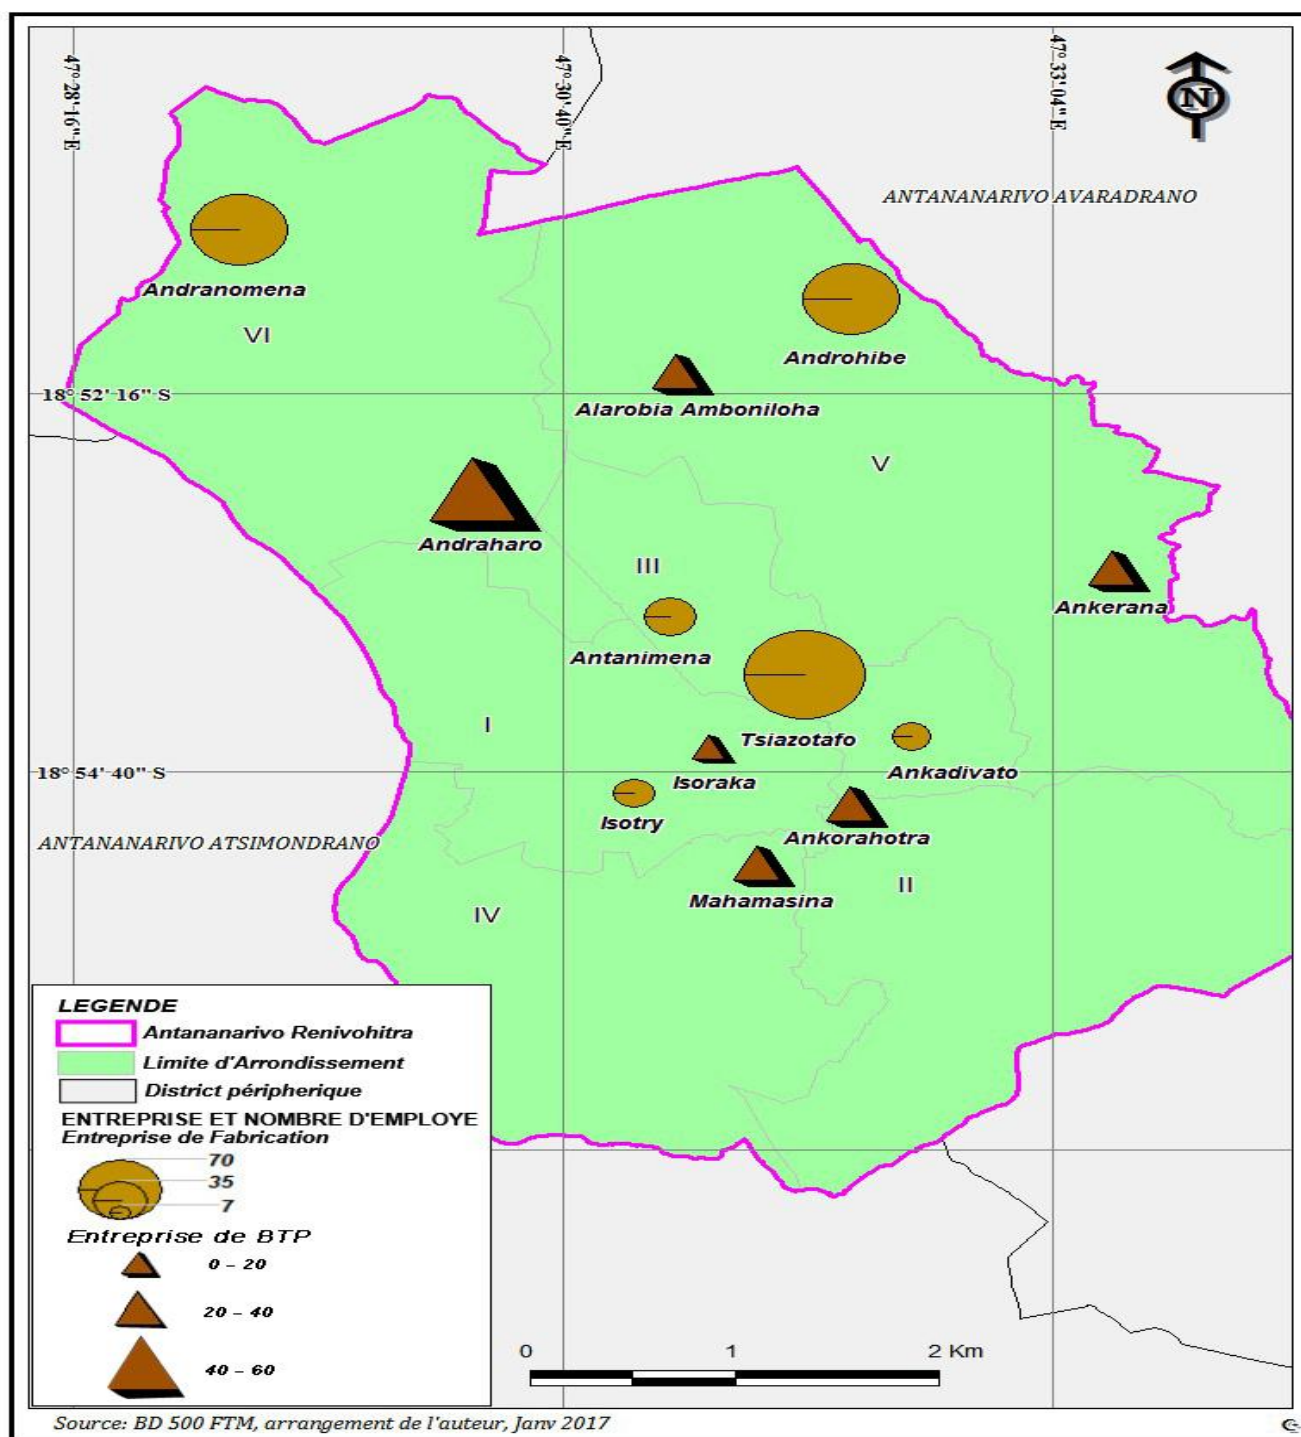 47° 28' 16" E
47° 30' 40" E
47° 33' 04" E
N
ANTANANARIVO AVARADRANO
Andranomena
VI
Androhibe
18° 52' 16" S
Alarobia Amboniloha
V
Andraharo
III
Ankerana
Antanimena
I
Tsiazotafo
18° 54' 40" S
Isoraka
Ankadivato
Isotry
Ankorahotra
ANTANANARIVO ATSIMONDRANO
II
Mahamasina
IV
LEGENDE
Antananarivo Renivohitra
Limite d'Arrondissement
District péripherique
ENTREPRISE ET NOMBRE D'EMPLOYE
Entreprise de Fabrication
70
35
7
Entreprise de BTP
0 – 20
20 – 40
40 – 60
0 1 2 Km
Source: BD 500 FTM, arrangement de l'auteur, Janv 2017